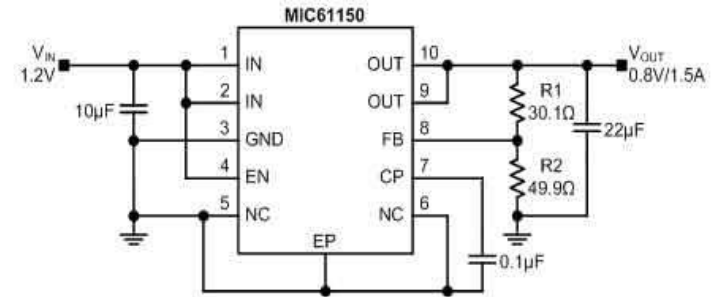 MIC61150
V_IN
1.2V
10µF
1 IN
2 IN
3 GND
4 EN
5 NC
EP
OUT 10
OUT 9
FB 8
CP 7
NC 6
R1
30.1Ω
R2
49.9Ω
0.1µF
22µF
V_OUT
0.8V/1.5A